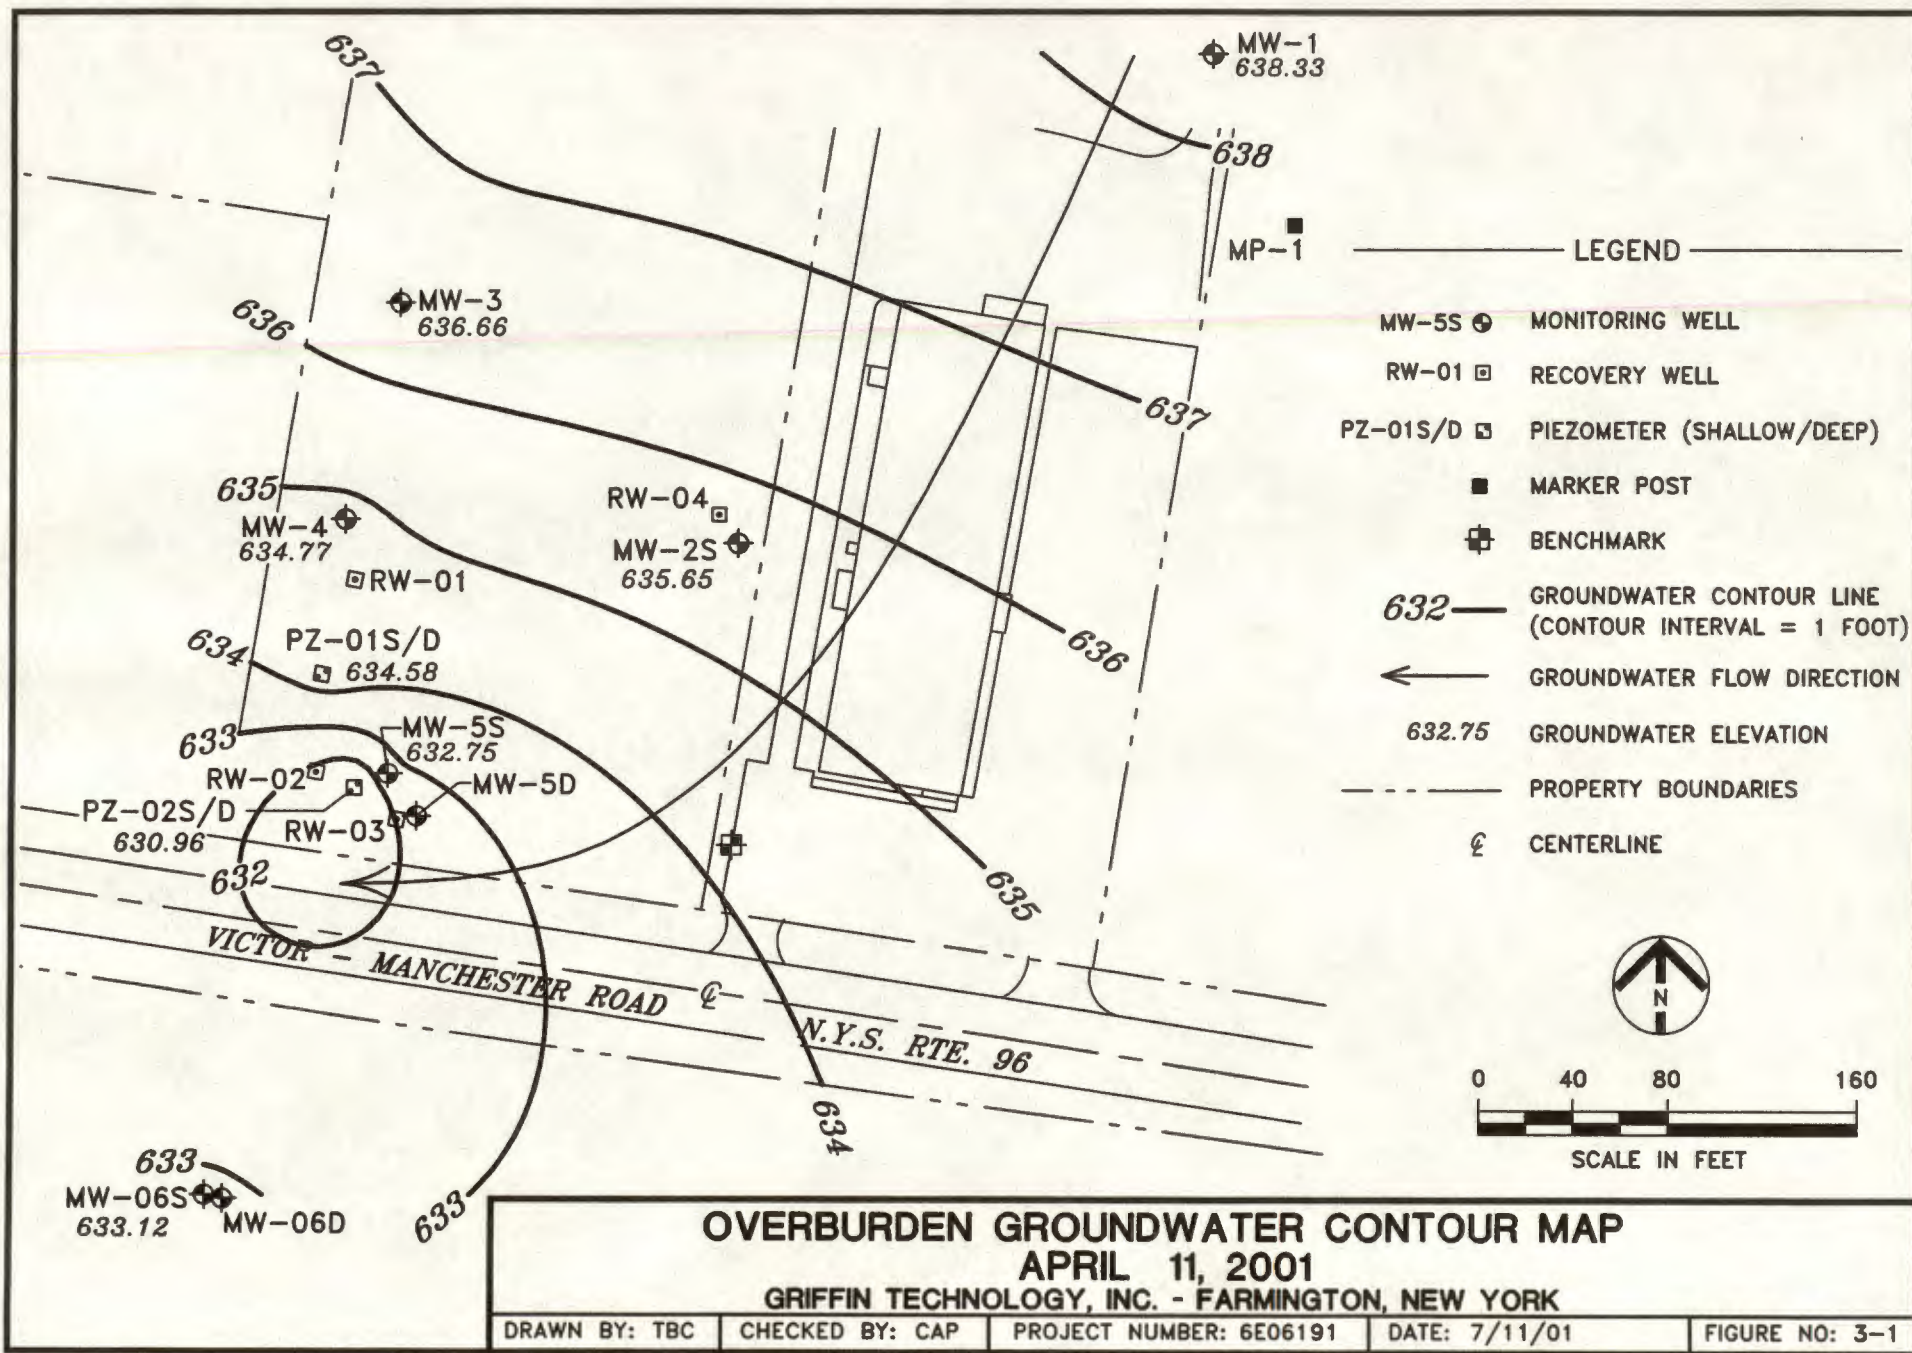 637
MW-1
638.33
638
MP-1
MW-3
636.66
636
637
635
MW-4
634.77
RW-04
MW-2S
635.65
RW-01
634
PZ-01S/D
634.58
636
633
MW-5S
632.75
RW-02
MW-5D
PZ-02S/D
630.96
RW-03
632
635
VICTOR - MANCHESTER ROAD
℄
N.Y.S. RTE. 96
634
633
MW-06S
633.12
MW-06D
633
LEGEND
MW-5S MONITORING WELL
RW-01 RECOVERY WELL
PZ-01S/D PIEZOMETER (SHALLOW/DEEP)
MARKER POST
BENCHMARK
632 GROUNDWATER CONTOUR LINE
(CONTOUR INTERVAL = 1 FOOT)
GROUNDWATER FLOW DIRECTION
632.75 GROUNDWATER ELEVATION
PROPERTY BOUNDARIES
℄ CENTERLINE
N
0 40 80 160
SCALE IN FEET
OVERBURDEN GROUNDWATER CONTOUR MAP
APRIL 11, 2001
GRIFFIN TECHNOLOGY, INC. - FARMINGTON, NEW YORK
DRAWN BY: TBC CHECKED BY: CAP PROJECT NUMBER: 6E06191 DATE: 7/11/01 FIGURE NO: 3-1